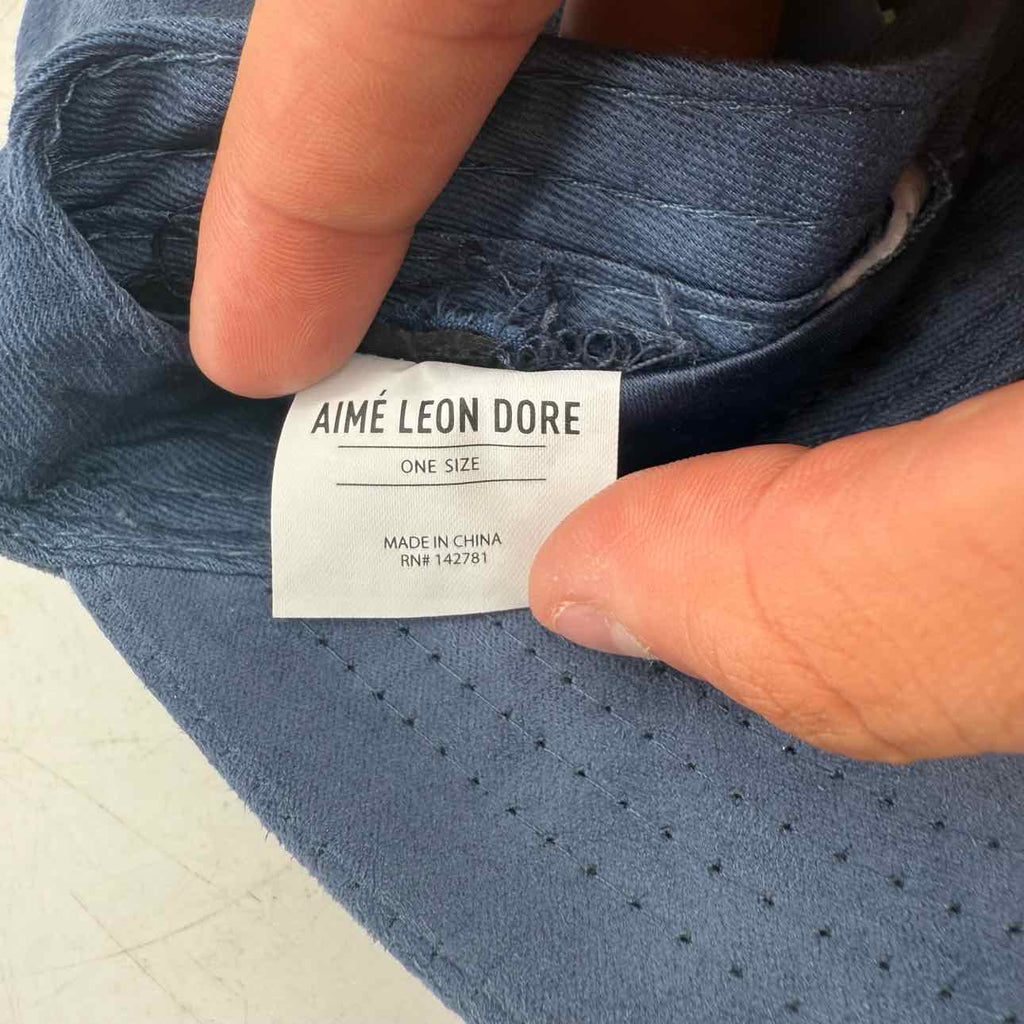 AIMÉ LEON DORE
ONE SIZE
MADE IN CHINA
RN# 142781